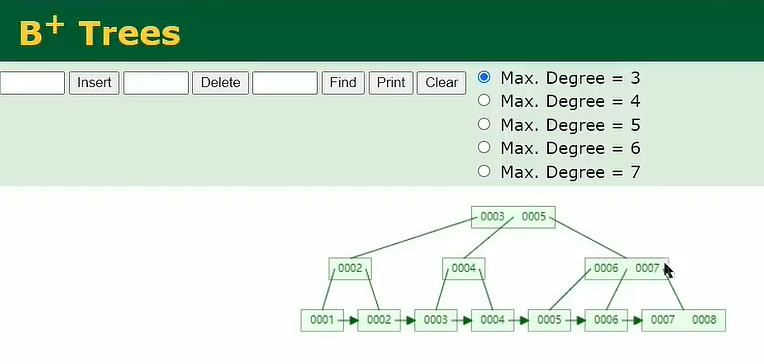 B+ Trees
Insert Delete Find Print Clear
Max. Degree = 3
Max. Degree = 4
Max. Degree = 5
Max. Degree = 6
Max. Degree = 7
0003 0005
0002 0004 0006 0007
0001 0002 0003 0004 0005 0006 0007 0008